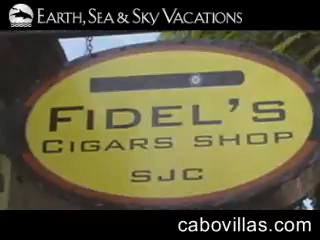 EARTH, SEA & SKY VACATIONS
FIDEL'S
CIGARS SHOP
SJC
cabovillas.com